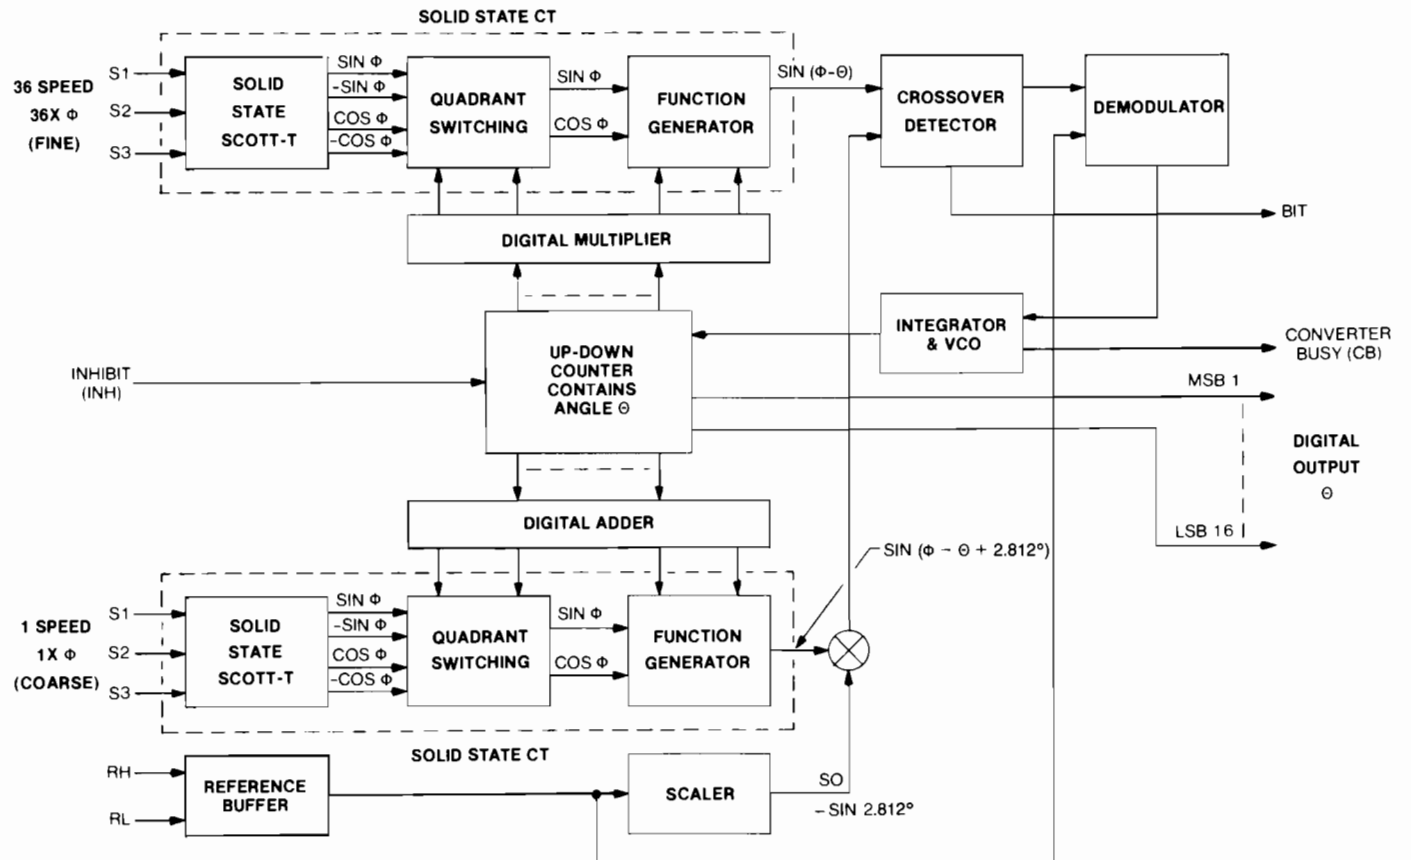 SOLID STATE CT
36 SPEED
36X Φ
(FINE)
S1
S2
S3
SOLID
STATE
SCOTT-T
SIN Φ
-SIN Φ
COS Φ
-COS Φ
QUADRANT
SWITCHING
SIN Φ
COS Φ
FUNCTION
GENERATOR
SIN (Φ-Θ)
CROSSOVER
DETECTOR
DEMODULATOR
BIT
DIGITAL MULTIPLIER
INTEGRATOR
& VCO
CONVERTER
BUSY (CB)
INHIBIT
(INH)
UP-DOWN
COUNTER
CONTAINS
ANGLE Θ
MSB 1
DIGITAL
OUTPUT
Θ
LSB 16
DIGITAL ADDER
SIN (Φ - Θ + 2.812°)
1 SPEED
1X Φ
(COARSE)
S1
S2
S3
SOLID
STATE
SCOTT-T
SIN Φ
-SIN Φ
COS Φ
-COS Φ
QUADRANT
SWITCHING
SIN Φ
COS Φ
FUNCTION
GENERATOR
SOLID STATE CT
RH
RL
REFERENCE
BUFFER
SCALER
SO
-SIN 2.812°